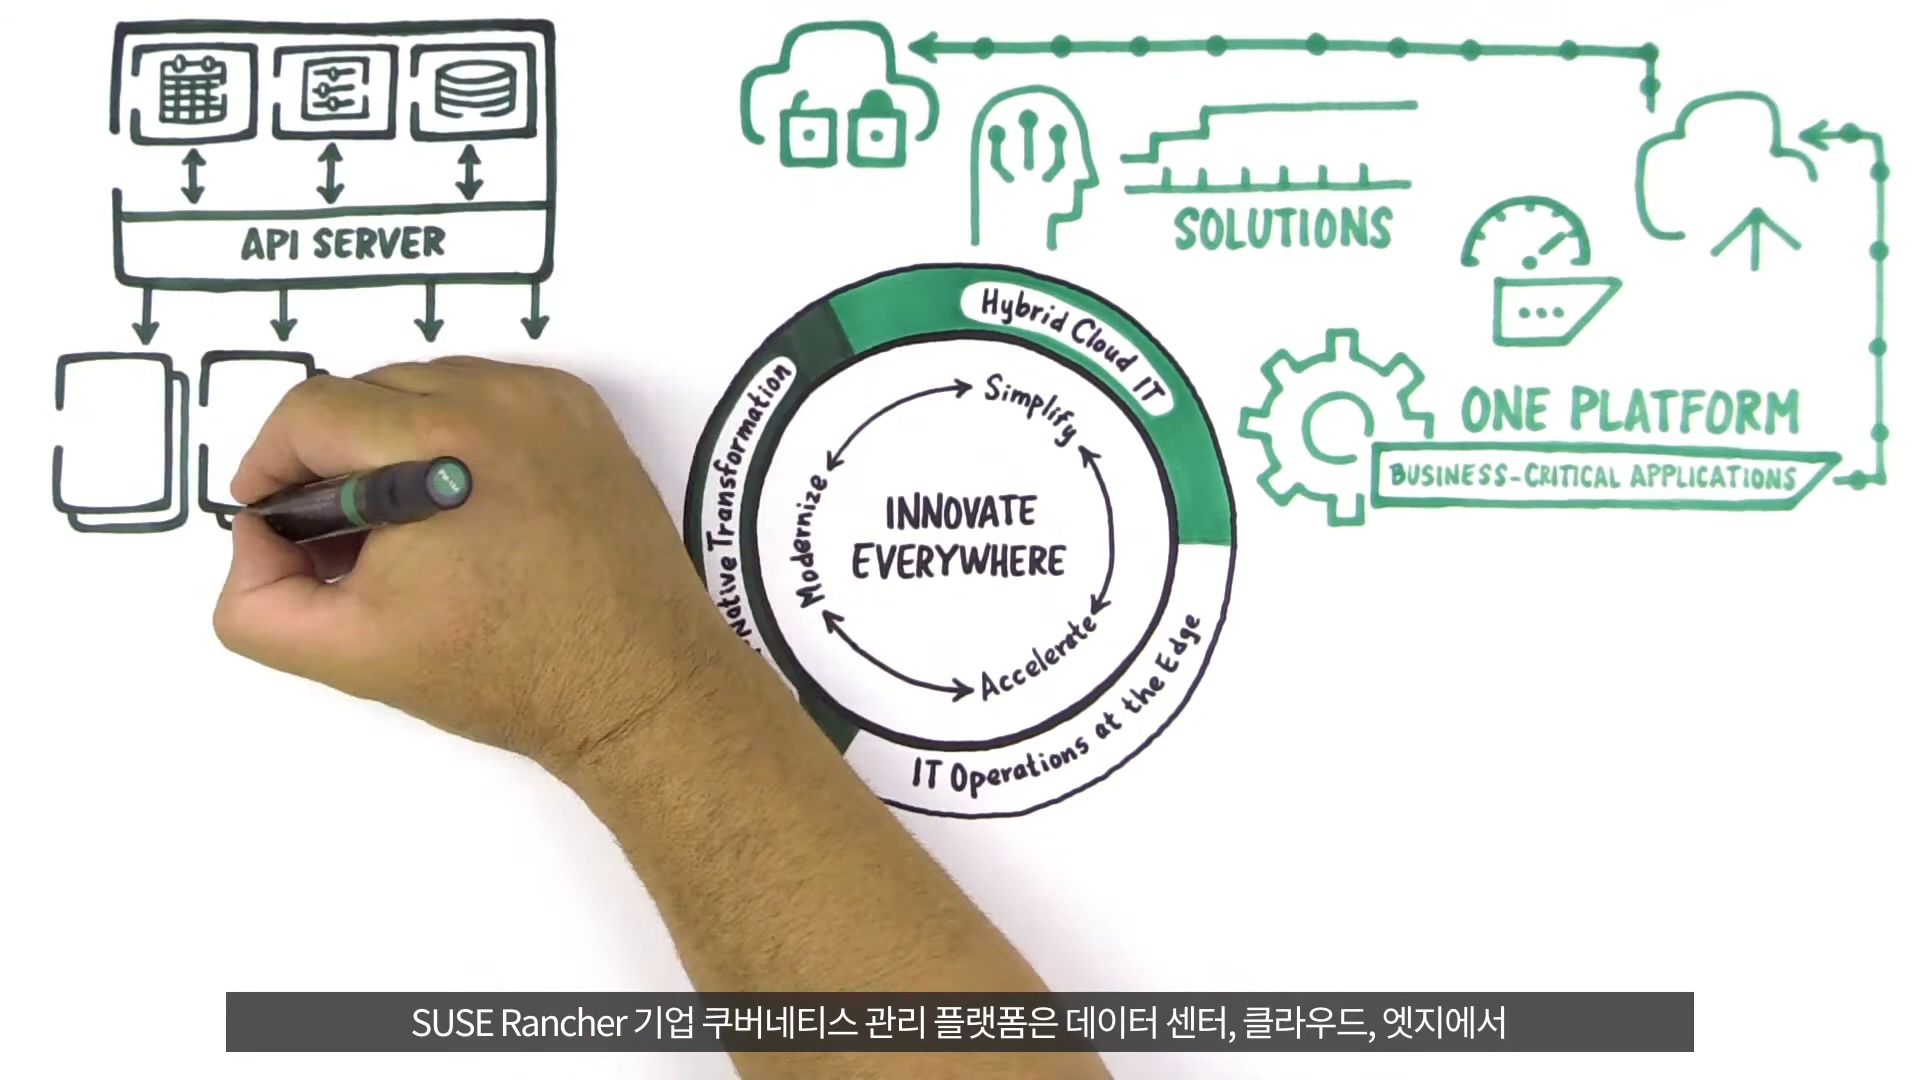 API SERVER
SOLUTIONS
Hybrid Cloud IT
Native Transformation
Simplify
Modernize
INNOVATE
EVERYWHERE
Accelerate
IT Operations at the Edge
ONE PLATFORM
BUSINESS-CRITICAL APPLICATIONS
SUSE Rancher 기업 쿠버네티스 관리 플랫폼은 데이터 센터, 클라우드, 엣지에서